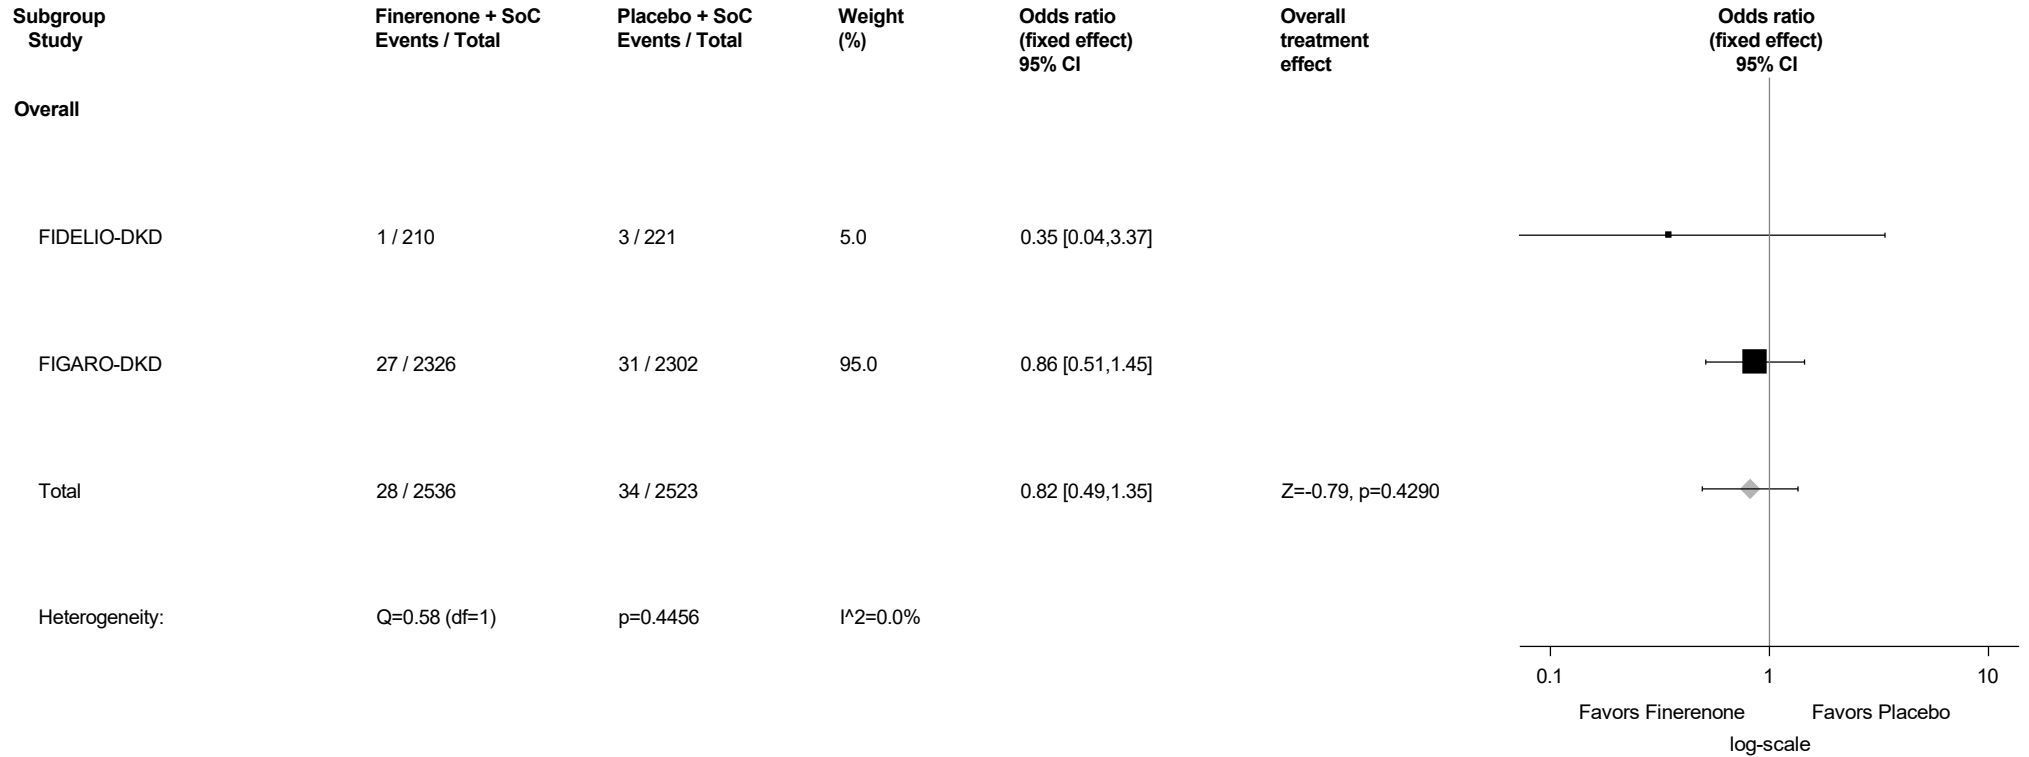 Subgroup Finerenone + SoC Placebo + SoC Weight Odds ratio Overall Odds ratio
Study Events / Total Events / Total (%) (fixed effect) treatment (fixed effect)
95% CI effect 95% CI
Overall
FIDELIO-DKD 1 / 210 3 / 221 5.0 0.35 [0.04,3.37]
FIGARO-DKD 27 / 2326 31 / 2302 95.0 0.86 [0.51,1.45]
Total 28 / 2536 34 / 2523 0.82 [0.49,1.35] Z=-0.79, p=0.4290
Heterogeneity: Q=0.58 (df=1) p=0.4456 I^2=0.0%
0.1 1 10
Favors Finerenone Favors Placebo
log-scale